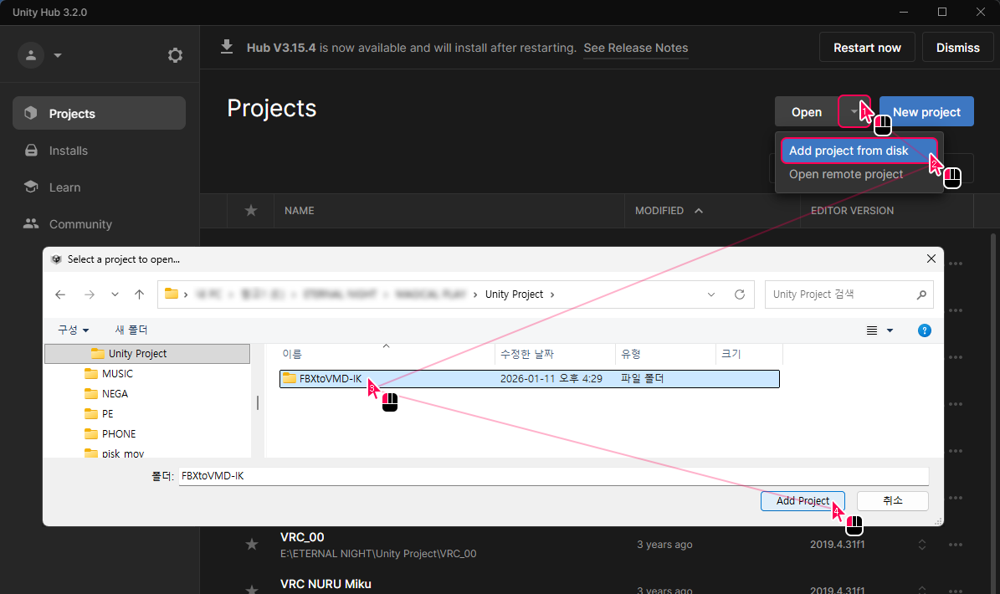 Unity Hub 3.2.0
Hub V3.15.4 is now available and will install after restarting. See Release Notes
Restart now
Dismiss
Projects
Installs
Learn
Community
Projects
Open
1
New project
Add project from disk
2
Open remote project
NAME
MODIFIED
EDITOR VERSION
Select a project to open...
Unity Project
Unity Project 검색
구성
새 폴더
?
Unity Project
MUSIC
NEGA
PE
PHONE
pisk mov
이름
수정한 날짜
유형
크기
FBXtoVMD-IK
2026-01-11 오후 4:29
파일 폴더
3
폴더:
FBXtoVMD-IK
Add Project
4
취소
VRC_00
3 years ago
2019.4.31f1
E:\ETERNAL NIGHT\Unity Project\VRC_00
VRC NURU Miku
3 years ago
2019.4.31f1